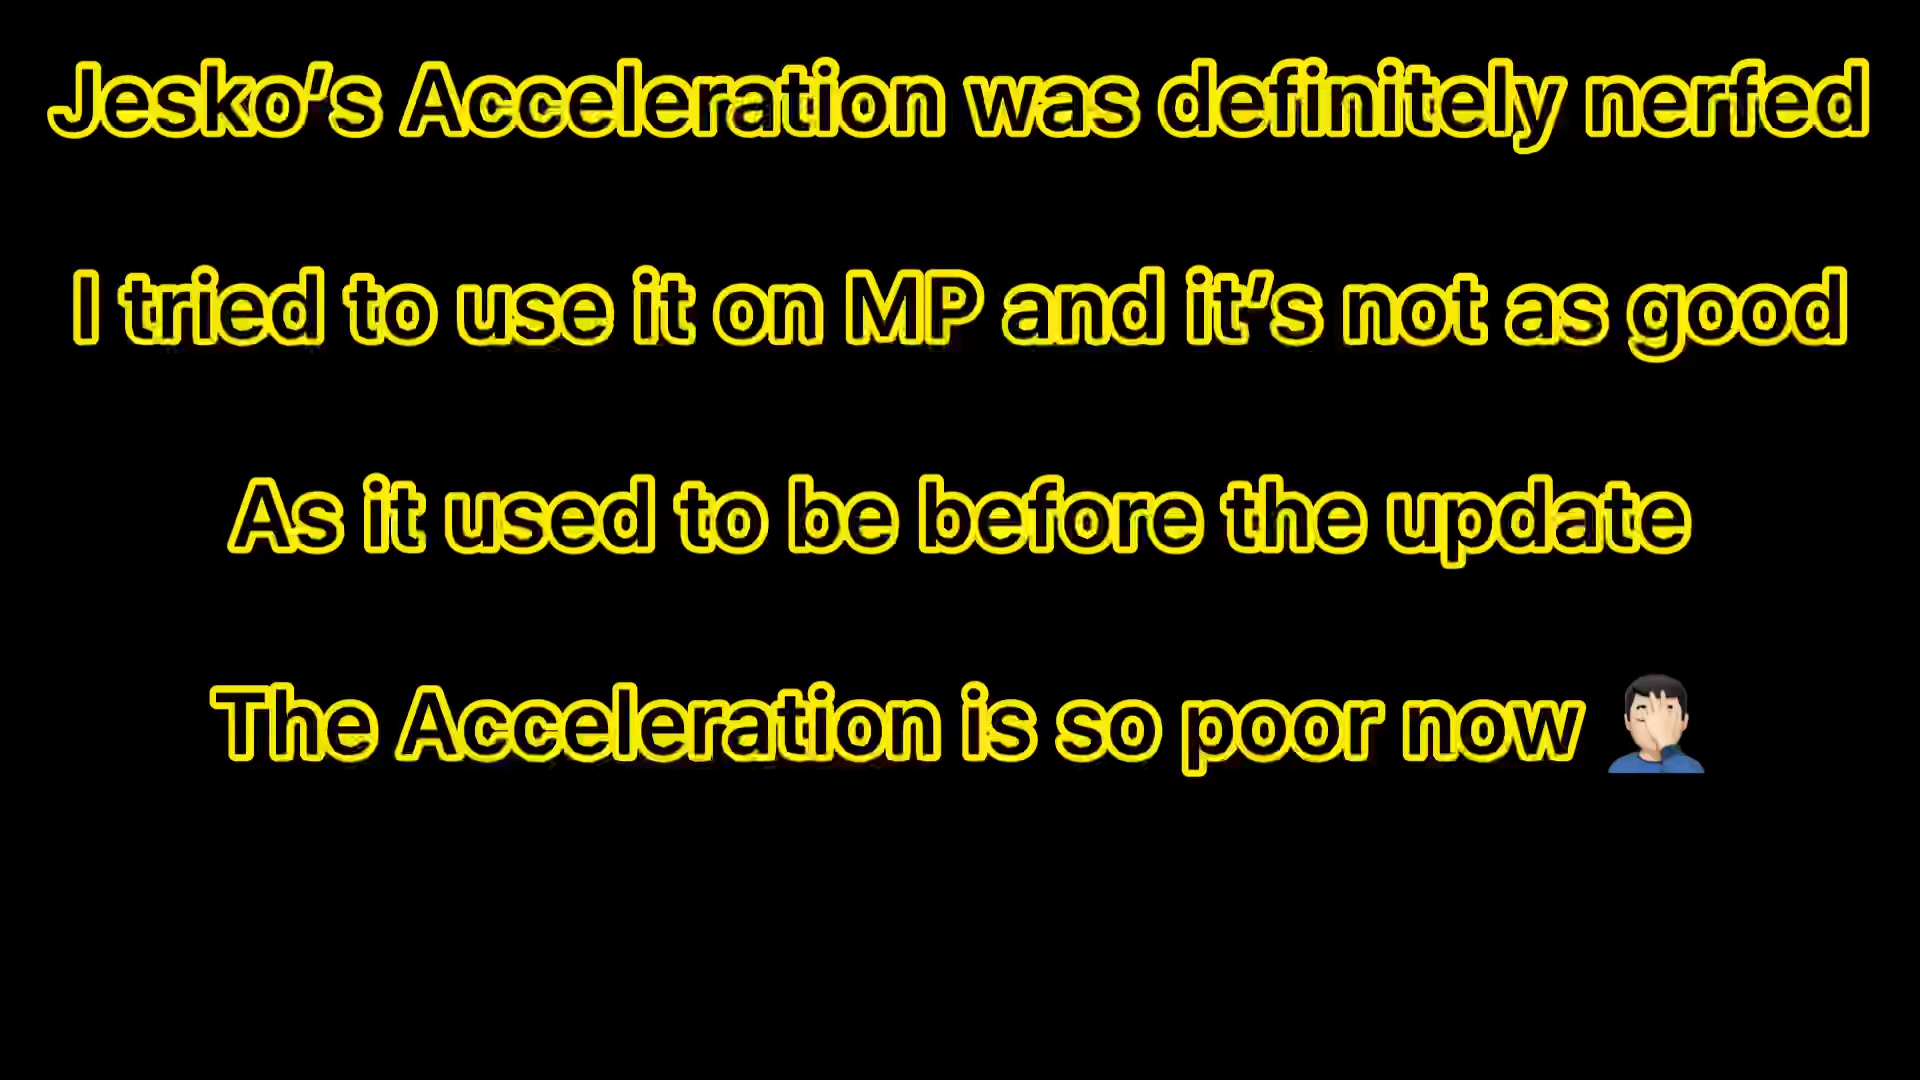 Jesko’s Acceleration was definitely nerfed
I tried to use it on MP and it’s not as good
As it used to be before the update
The Acceleration is so poor now 🤦🏻‍♂️